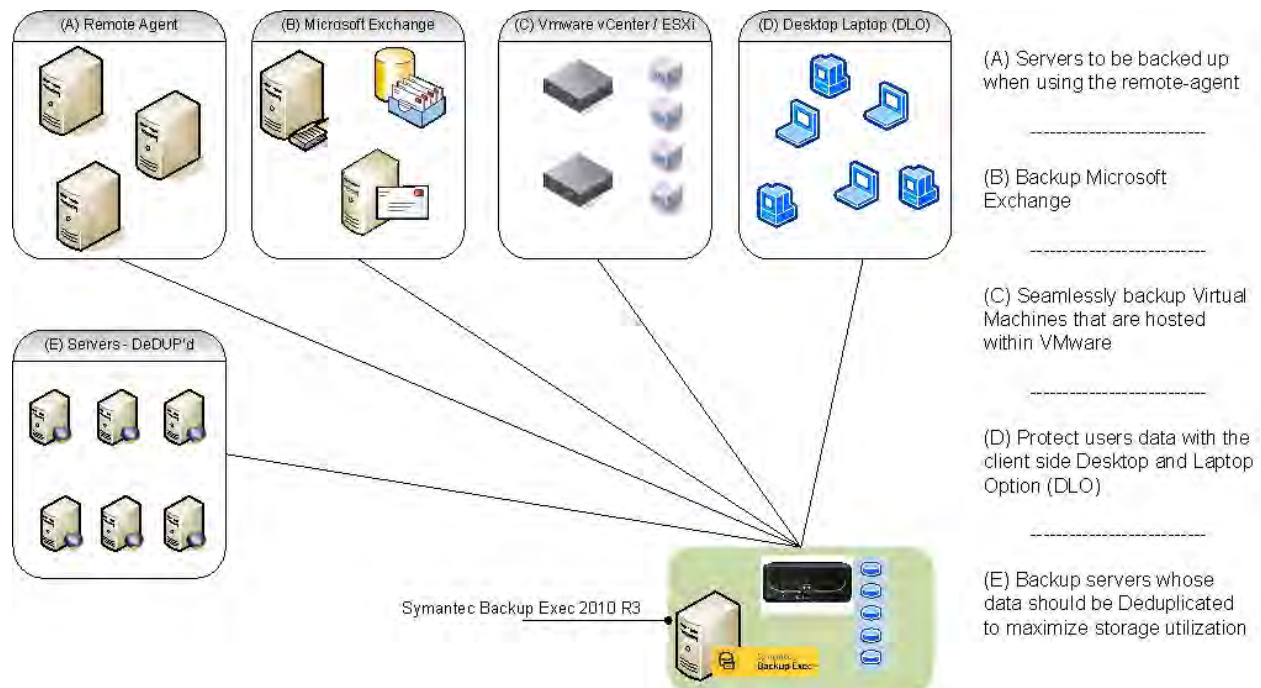 (A) Remote Agent
(B) Microsoft Exchange
(C) Vmware vCenter / ESXi
(D) Desktop Laptop (DLO)
(E) Servers - DeDUP'd
Symantec Backup Exec 2010 R3
Symantec
Backup Exec
(A) Servers to be backed up
when using the remote-agent
----------------------------
(B) Backup Microsoft
Exchange
----------------------------
(C) Seamlessly backup Virtual
Machines that are hosted
within VMware
----------------------------
(D) Protect users data with the
client side Desktop and Laptop
Option (DLO)
----------------------------
(E) Backup servers whose
data should be Deduplicated
to maximize storage utilization